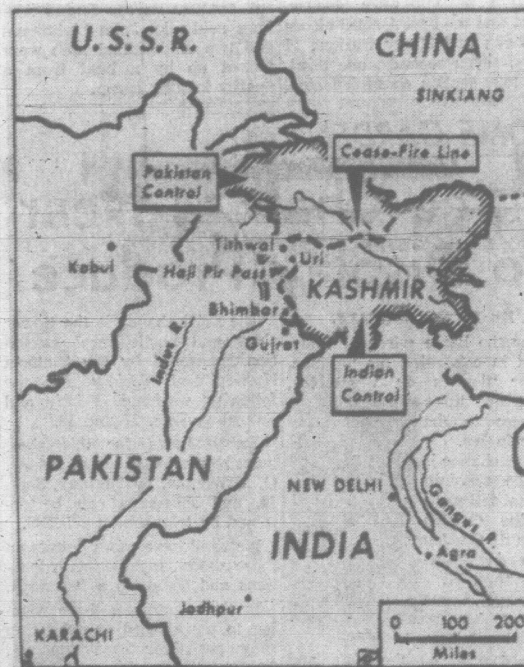 U.S.S.R.
CHINA
SINKIANG
Pakistan
Control
Cease-Fire Line
Tithwal
Uri
Kabul
Haji Pir Pass
KASHMIR
Bhimbar
Indus R.
Gujrat
Indian
Control
PAKISTAN
NEW DELHI
Ganges R.
INDIA
Agra
Jodhpur
KARACHI
0 100 200
Miles